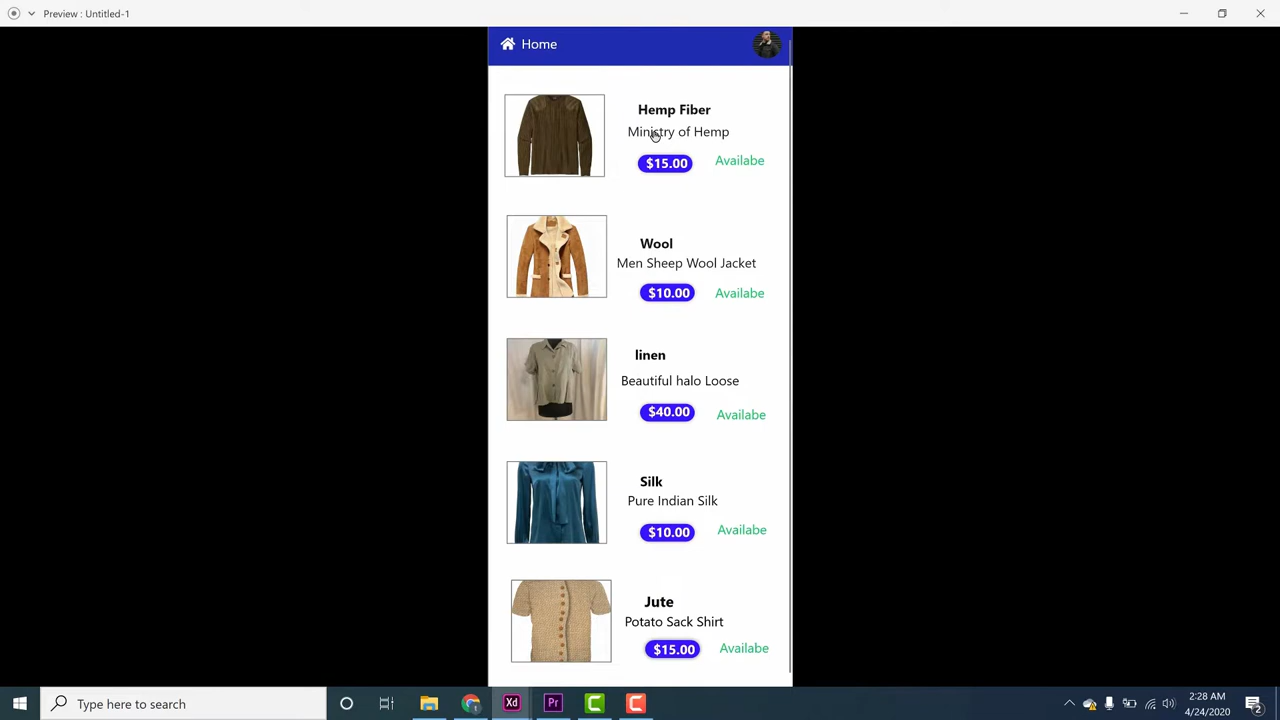 Preview : Untitled-1
Home
Hemp Fiber
Ministry of Hemp
$15.00
Availabe
Wool
Men Sheep Wool Jacket
$10.00
Availabe
linen
Beautiful halo Loose
$40.00
Availabe
Silk
Pure Indian Silk
$10.00
Availabe
Jute
Potato Sack Shirt
$15.00
Availabe
Type here to search
Xd
Pr
2:28 AM
4/24/2020
2